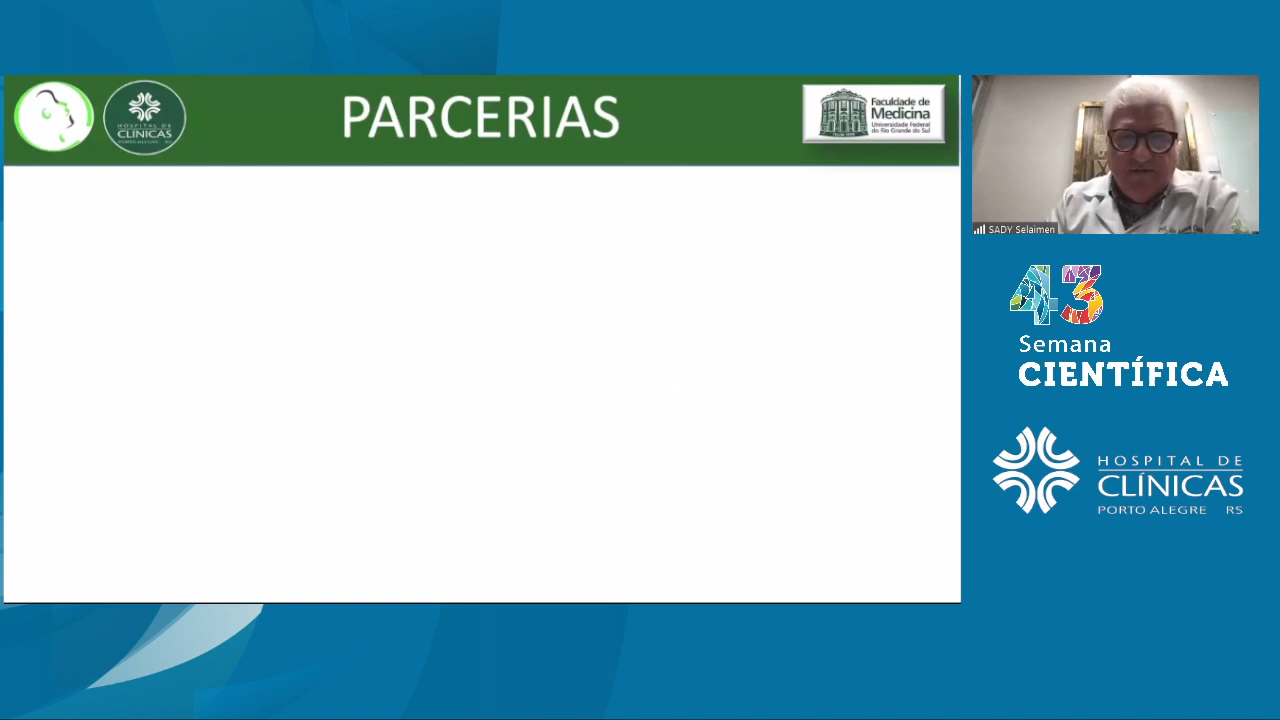 PARCERIAS
HOSPITAL DE
CLÍNICAS
PORTO ALEGRE RS
Faculdade de
Medicina
Universidade Federal
do Rio Grande do Sul
SADY Selaimen
43
Semana
CIENTÍFICA
HOSPITAL DE
CLÍNICAS
PORTO ALEGRE RS